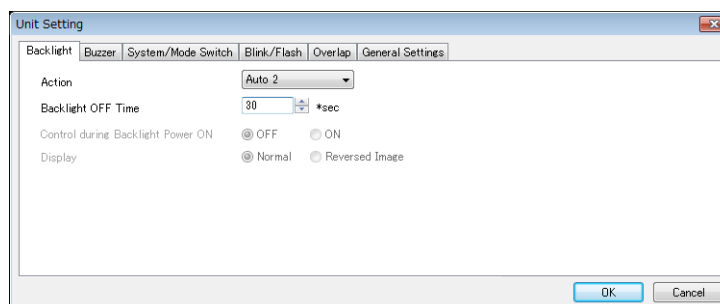 Unit Setting
Backlight Buzzer System/Mode Switch Blink/Flash Overlap General Settings
Action Auto 2
Backlight OFF Time 30 *sec
Control during Backlight Power ON OFF ON
Display Normal Reversed Image
OK Cancel